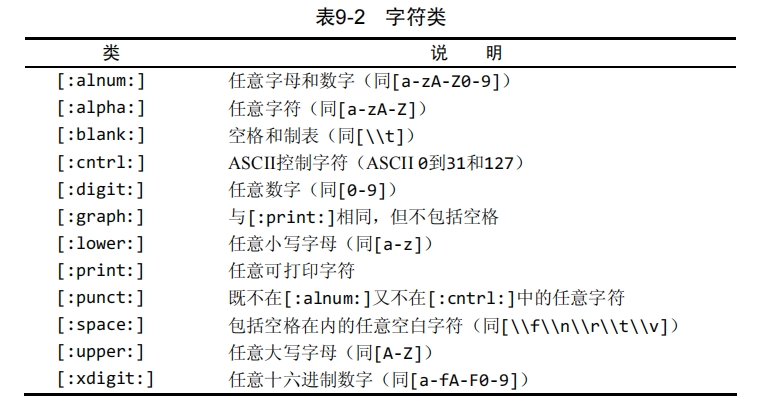 表9-2 字符类
类 说 明
[:alnum:] 任意字母和数字（同[a-zA-Z0-9]）
[:alpha:] 任意字符（同[a-zA-Z]）
[:blank:] 空格和制表（同[\\t]）
[:cntrl:] ASCII控制字符（ASCII 0到31和127）
[:digit:] 任意数字（同[0-9]）
[:graph:] 与[:print:]相同，但不包括空格
[:lower:] 任意小写字母（同[a-z]）
[:print:] 任意可打印字符
[:punct:] 既不在[:alnum:]又不在[:cntrl:]中的任意字符
[:space:] 包括空格在内的任意空白字符（同[\\f\\n\\r\\t\\v]）
[:upper:] 任意大写字母（同[A-Z]）
[:xdigit:] 任意十六进制数字（同[a-fA-F0-9]）